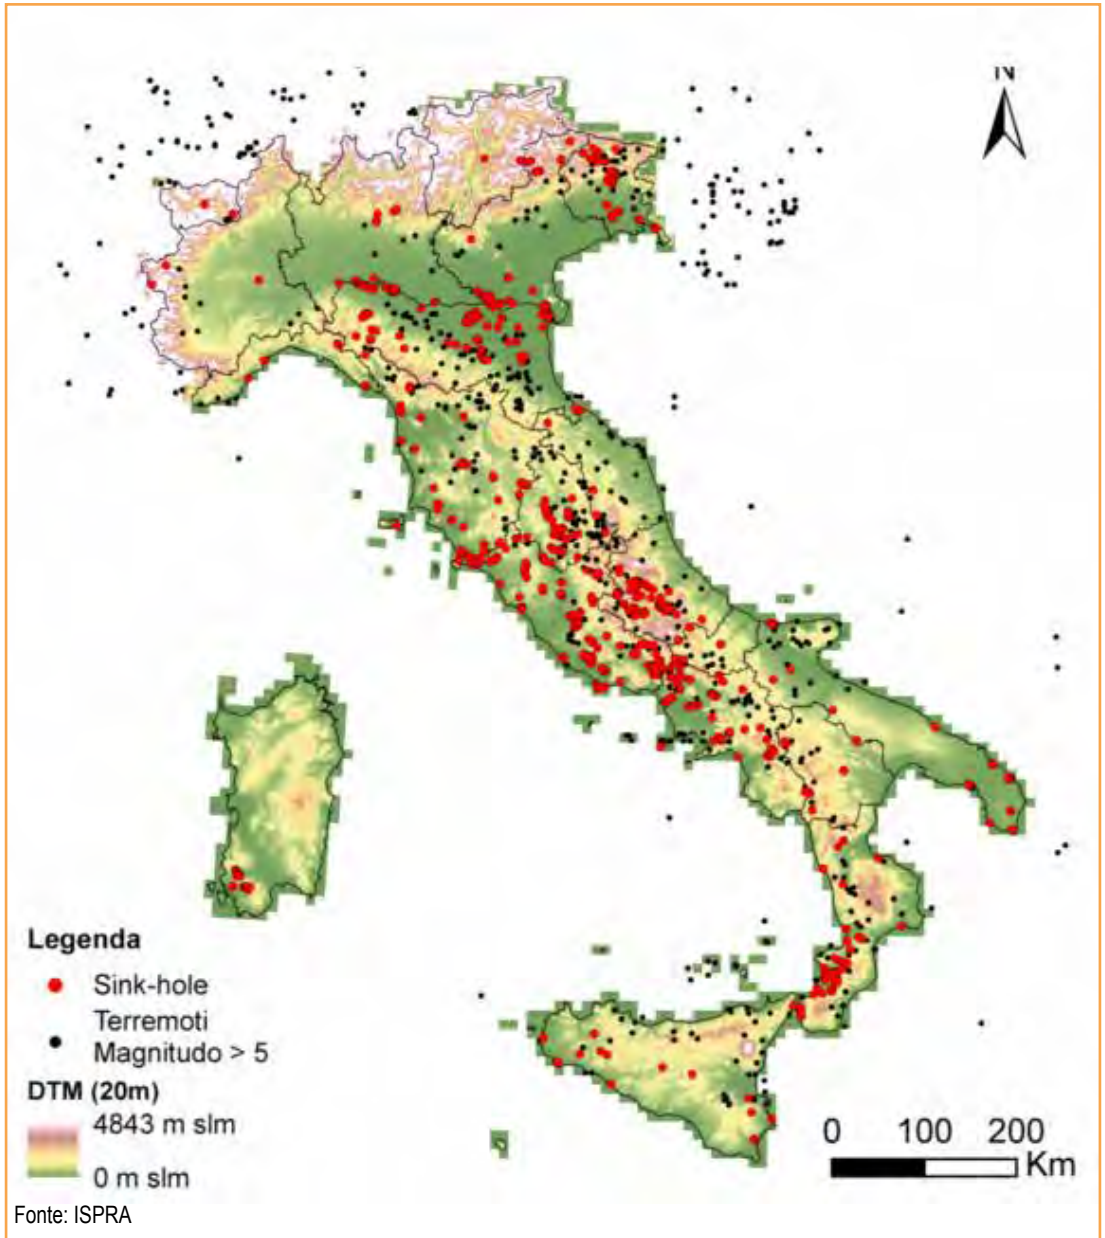 N
Legenda
Sink-hole
Terremoti
Magnitudo > 5
DTM (20m)
4843 m slm
0 m slm
0 100 200
Km
Fonte: ISPRA